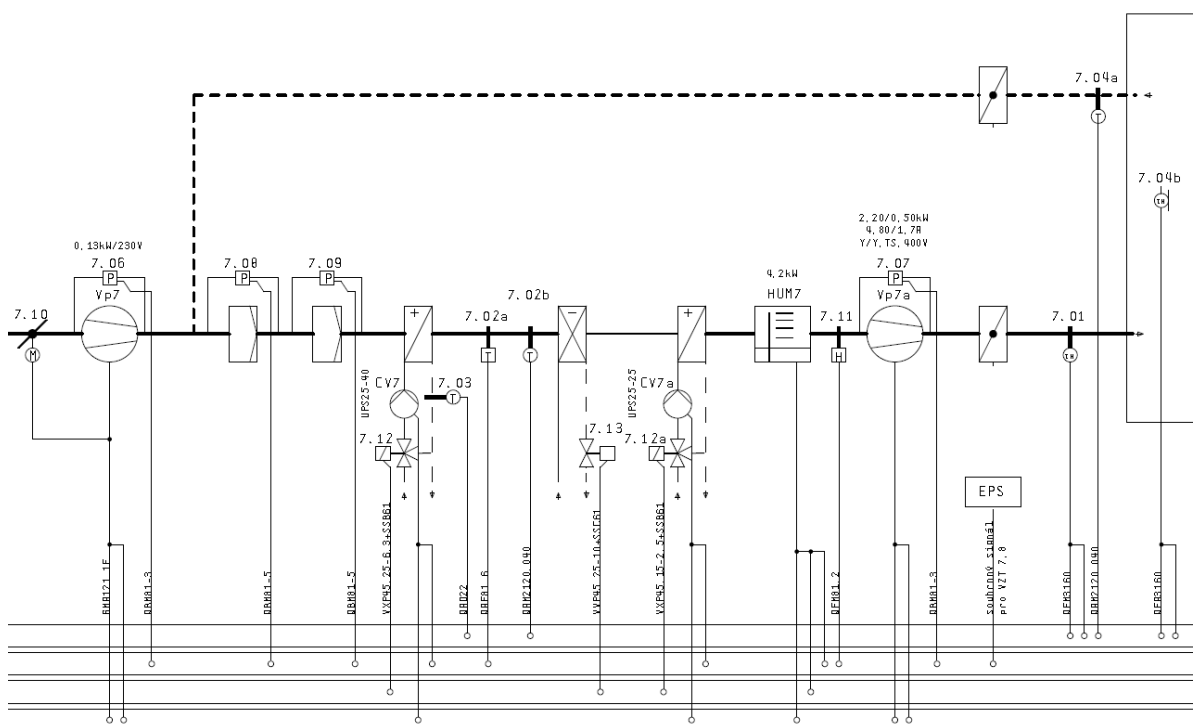 7.04a
T
7.04b
TH
0,13kW/230V
7.06
P
Vp7
7.10
M
7.08
P
7.09
P
+
7.02a
T
7.02b
T
-
+
4,2kW
HUM7
7.11
H
2,20/0,50kW
4,80/1,7A
Y/Y,TS,400V
7.07
P
Vp7a
7.01
TH
UPS25-40
CV7
7.03
T
7.12
7.13
UPS25-25
CV7a
7.12a
EPS
QBM81-3
QBM81-5
QBM81-5
VXP45.25-6.3+SSB61
QAD22
QAF81.6
QAM2120.040
VVP45.25-10+SSC61
VXP45.15-2.5+SSB61
QFM81.2
QBM81-3
souhrnný signál
pro VZT 7,8
QFM3160
QAM2120.040
QFA3160